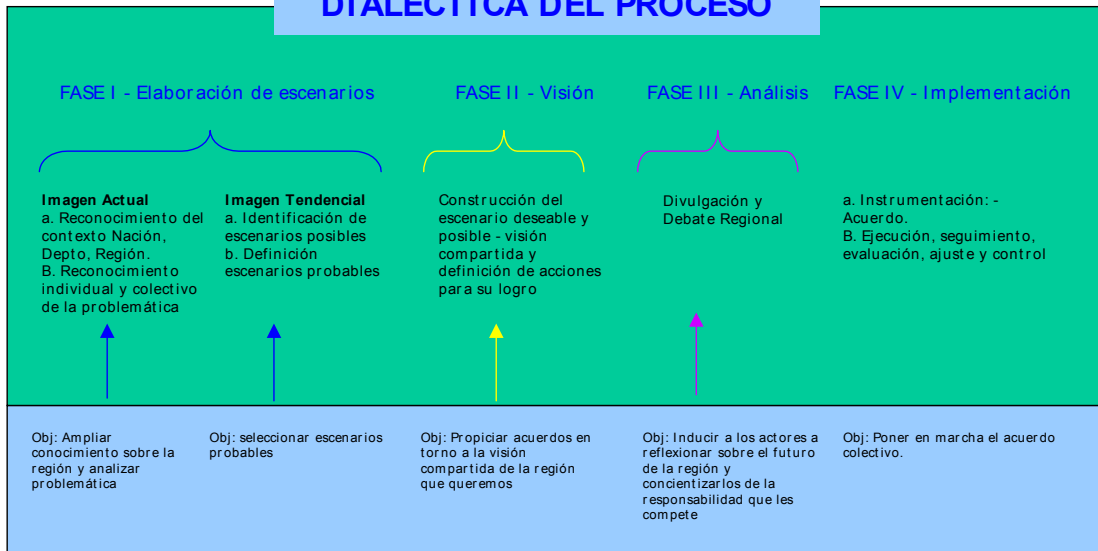 DIALECTICA DEL PROCESO
FASE I - Elaboración de escenarios
FASE II - Visión
FASE III - Análisis
FASE IV - Implementación
Imagen Actual
a. Reconocimiento del
contexto Nación,
Depto, Región.
B. Reconocimiento
individual y colectivo
de la problemática
Imagen Tendencial
a. Identificación de
escenarios posibles
b. Definición
escenarios probables
Construcción del
escenario deseable y
posible - visión
compartida y
definición de acciones
para su logro
Divulgación y
Debate Regional
a. Instrumentación: -
Acuerdo.
B. Ejecución, seguimiento,
evaluación, ajuste y control
Obj: Ampliar
conocimiento sobre la
región y analizar
problemática
Obj: seleccionar escenarios
probables
Obj: Propiciar acuerdos en
torno a la visión
compartida de la región
que queremos
Obj: Inducir a los actores a
reflexionar sobre el futuro
de la región y
concientizarlos de la
responsabilidad que les
compete
Obj: Poner en marcha el acuerdo
colectivo.